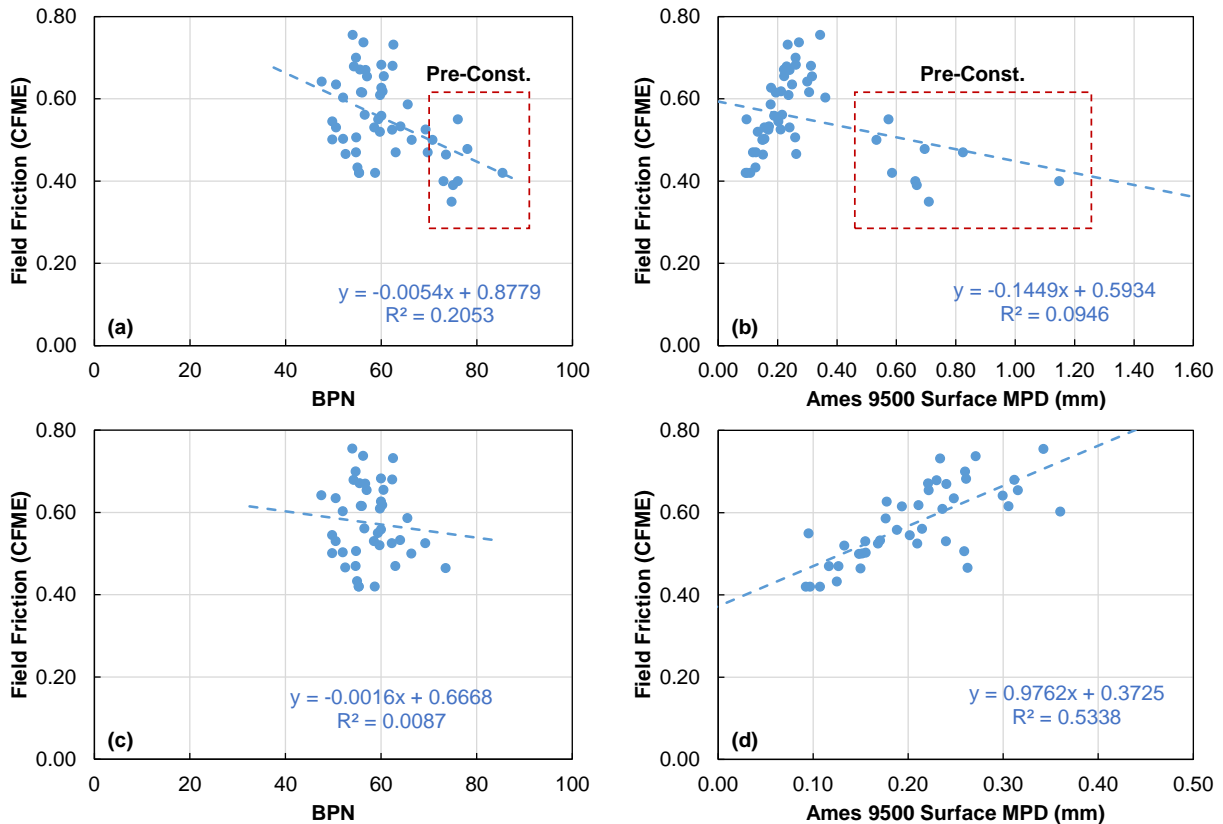 0.80
0.60
0.40
0.20
0.00
Field Friction (CFME)
Pre-Const.
y = -0.0054x + 0.8779
R² = 0.2053
(a)
0 20 40 60 80 100
BPN
0.80
0.60
0.40
0.20
0.00
Field Friction (CFME)
Pre-Const.
y = -0.1449x + 0.5934
R² = 0.0946
(b)
0.00 0.20 0.40 0.60 0.80 1.00 1.20 1.40 1.60
Ames 9500 Surface MPD (mm)
0.80
0.60
0.40
0.20
0.00
Field Friction (CFME)
y = -0.0016x + 0.6668
R² = 0.0087
(c)
0 20 40 60 80 100
BPN
0.80
0.60
0.40
0.20
0.00
Field Friction (CFME)
y = 0.9762x + 0.3725
R² = 0.5338
(d)
0.00 0.10 0.20 0.30 0.40 0.50
Ames 9500 Surface MPD (mm)